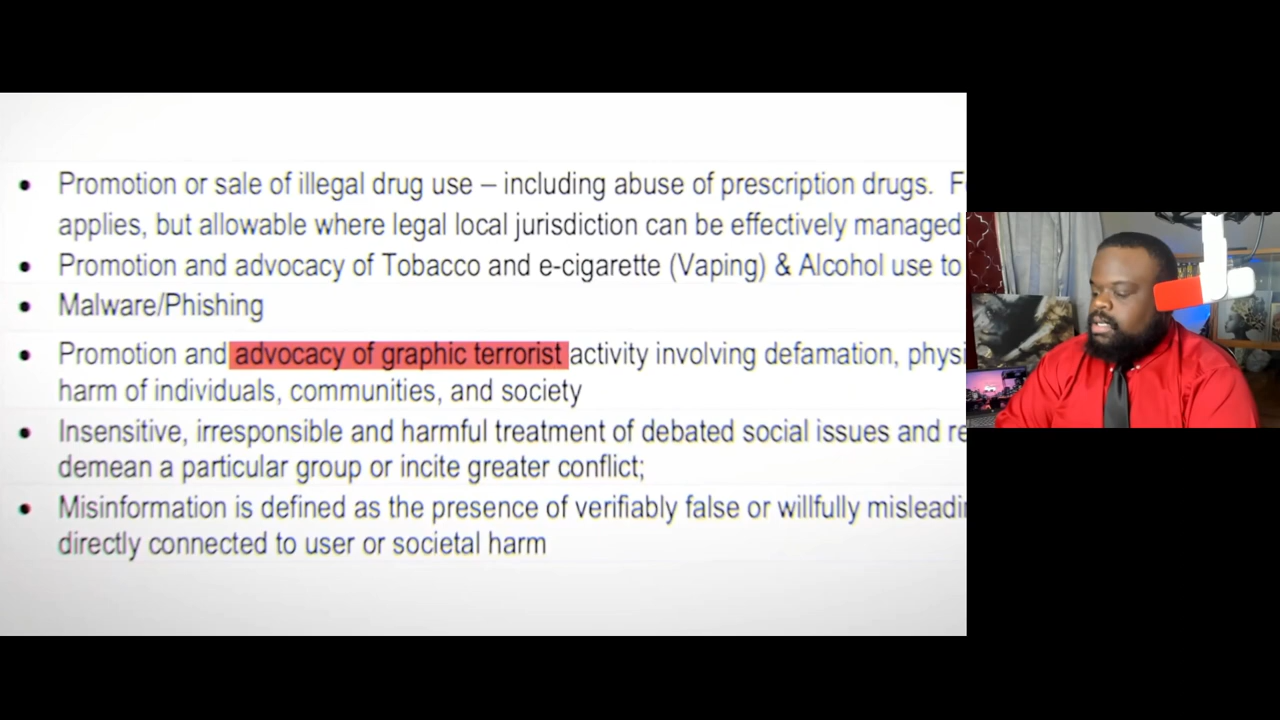 • Promotion or sale of illegal drug use – including abuse of prescription drugs.
applies, but allowable where legal local jurisdiction can be effectively managed
• Promotion and advocacy of Tobacco and e-cigarette (Vaping) & Alcohol use to
• Malware/Phishing
• Promotion and advocacy of graphic terrorist activity involving defamation,
harm of individuals, communities, and society
• Insensitive, irresponsible and harmful treatment of debated social issues and
demean a particular group or incite greater conflict;
• Misinformation is defined as the presence of verifiably false or willfully
directly connected to user or societal harm